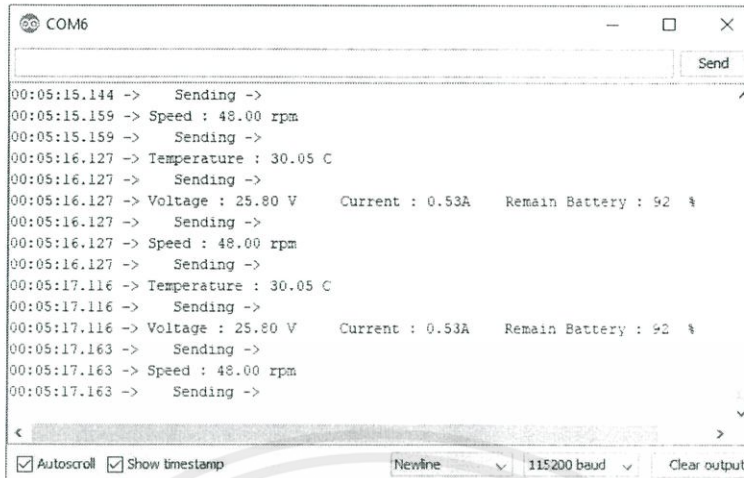 COM6
Send
00:05:15.144 ->    Sending ->
00:05:15.159 -> Speed : 48.00 rpm
00:05:15.159 ->    Sending ->
00:05:16.127 -> Temperature : 30.05 C
00:05:16.127 ->    Sending ->
00:05:16.127 -> Voltage : 25.80 V    Current : 0.53A    Remain Battery : 92  %
00:05:16.127 ->    Sending ->
00:05:16.127 -> Speed : 48.00 rpm
00:05:16.127 ->    Sending ->
00:05:17.116 -> Temperature : 30.05 C
00:05:17.116 ->    Sending ->
00:05:17.116 -> Voltage : 25.80 V    Current : 0.53A    Remain Battery : 92  %
00:05:17.163 ->    Sending ->
00:05:17.163 -> Speed : 48.00 rpm
00:05:17.163 ->    Sending ->
Autoscroll Show timestamp Newline 115200 baud Clear output